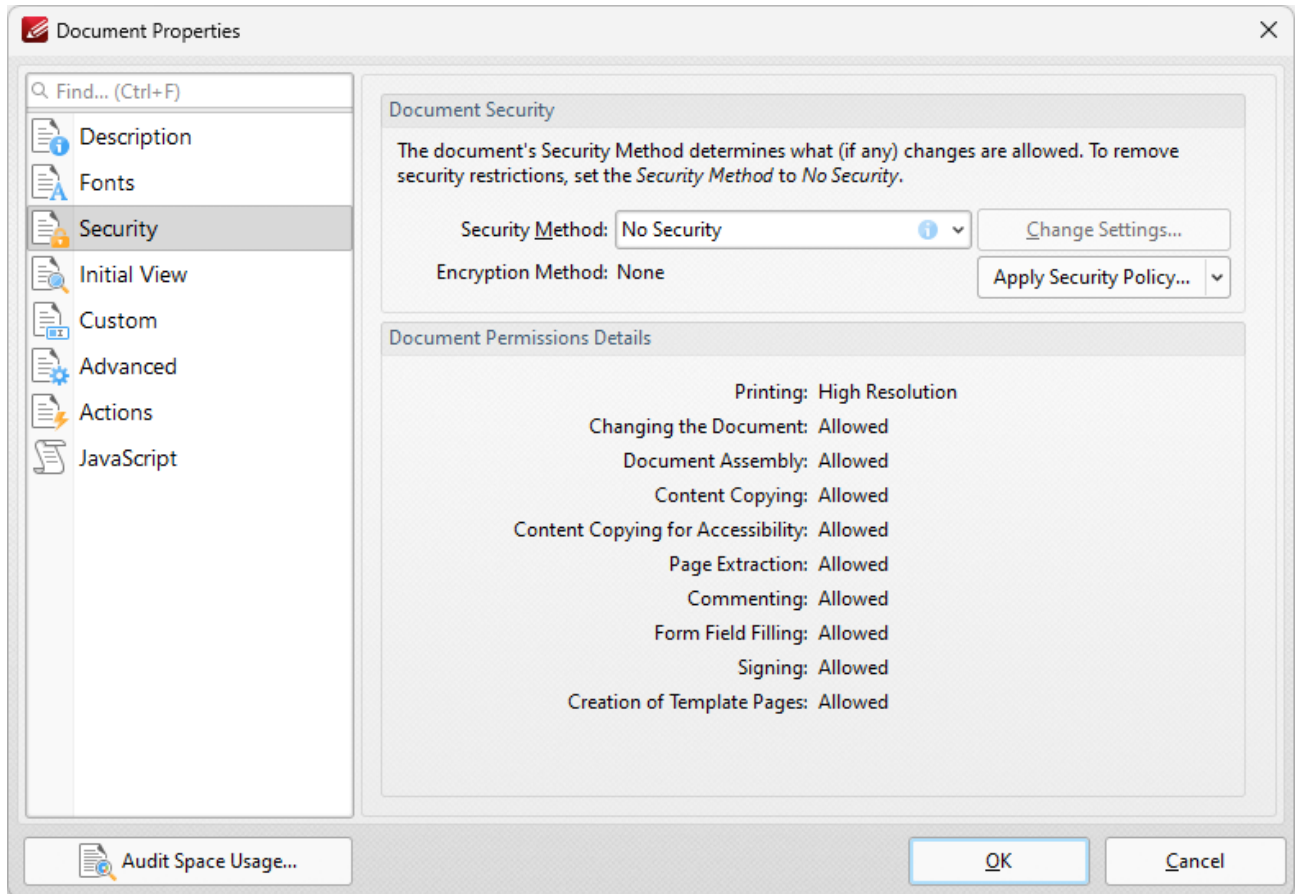 Document Properties
Find... (Ctrl+F)
Description
Fonts
Security
Initial View
Custom
Advanced
Actions
JavaScript
Document Security
The document's Security Method determines what (if any) changes are allowed. To remove
security restrictions, set the Security Method to No Security.
Security Method: No Security Change Settings...
Encryption Method: None Apply Security Policy...
Document Permissions Details
Printing: High Resolution
Changing the Document: Allowed
Document Assembly: Allowed
Content Copying: Allowed
Content Copying for Accessibility: Allowed
Page Extraction: Allowed
Commenting: Allowed
Form Field Filling: Allowed
Signing: Allowed
Creation of Template Pages: Allowed
Audit Space Usage... OK Cancel